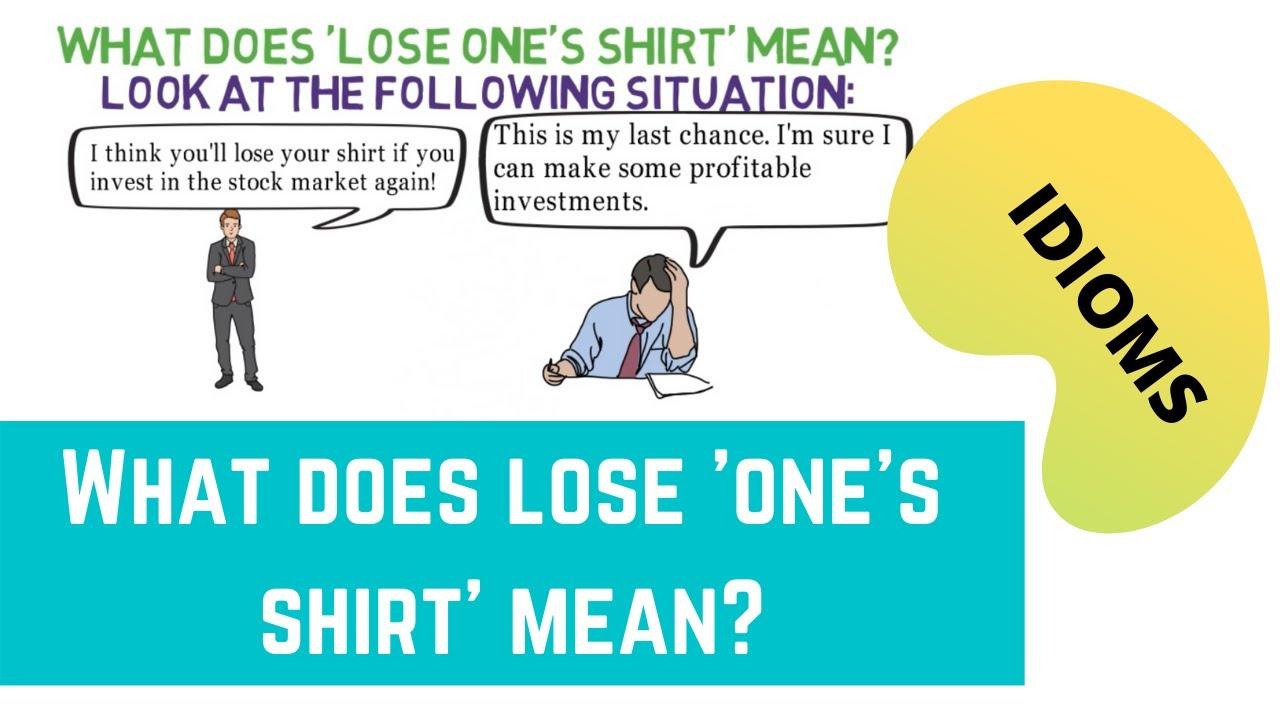 WHAT DOES 'LOSE ONE'S SHIRT' MEAN?
LOOK AT THE FOLLOWING SITUATION:
I think you'll lose your shirt if you
invest in the stock market again!
This is my last chance. I'm sure I
can make some profitable
investments.
IDIOMS
WHAT DOES LOSE 'ONE'S
SHIRT' MEAN?